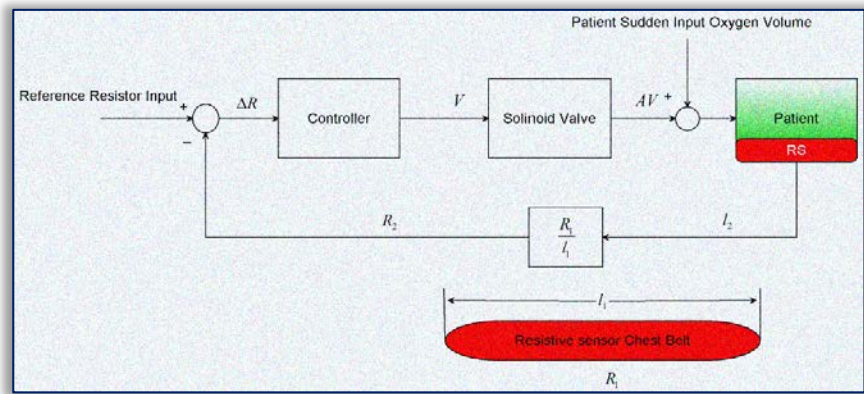 Patient Sudden Input Oxygen Volume
Reference Resistor Input
+
ΔR
Controller
V
Solinoid Valve
AV +
Patient
RS
−
R₂
R₁
l₁
l₂
l₁
Resistive sensor Chest Belt
R₁